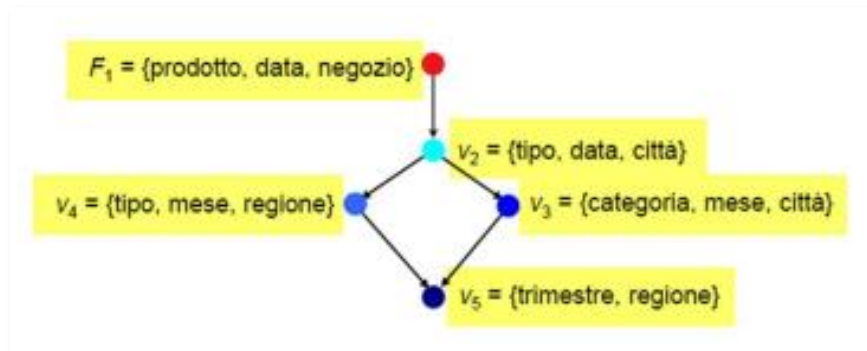 F₁ = {prodotto, data, negozio}
v₂ = {tipo, data, città}
v₄ = {tipo, mese, regione}
v₃ = {categoria, mese, città}
v₅ = {trimestre, regione}